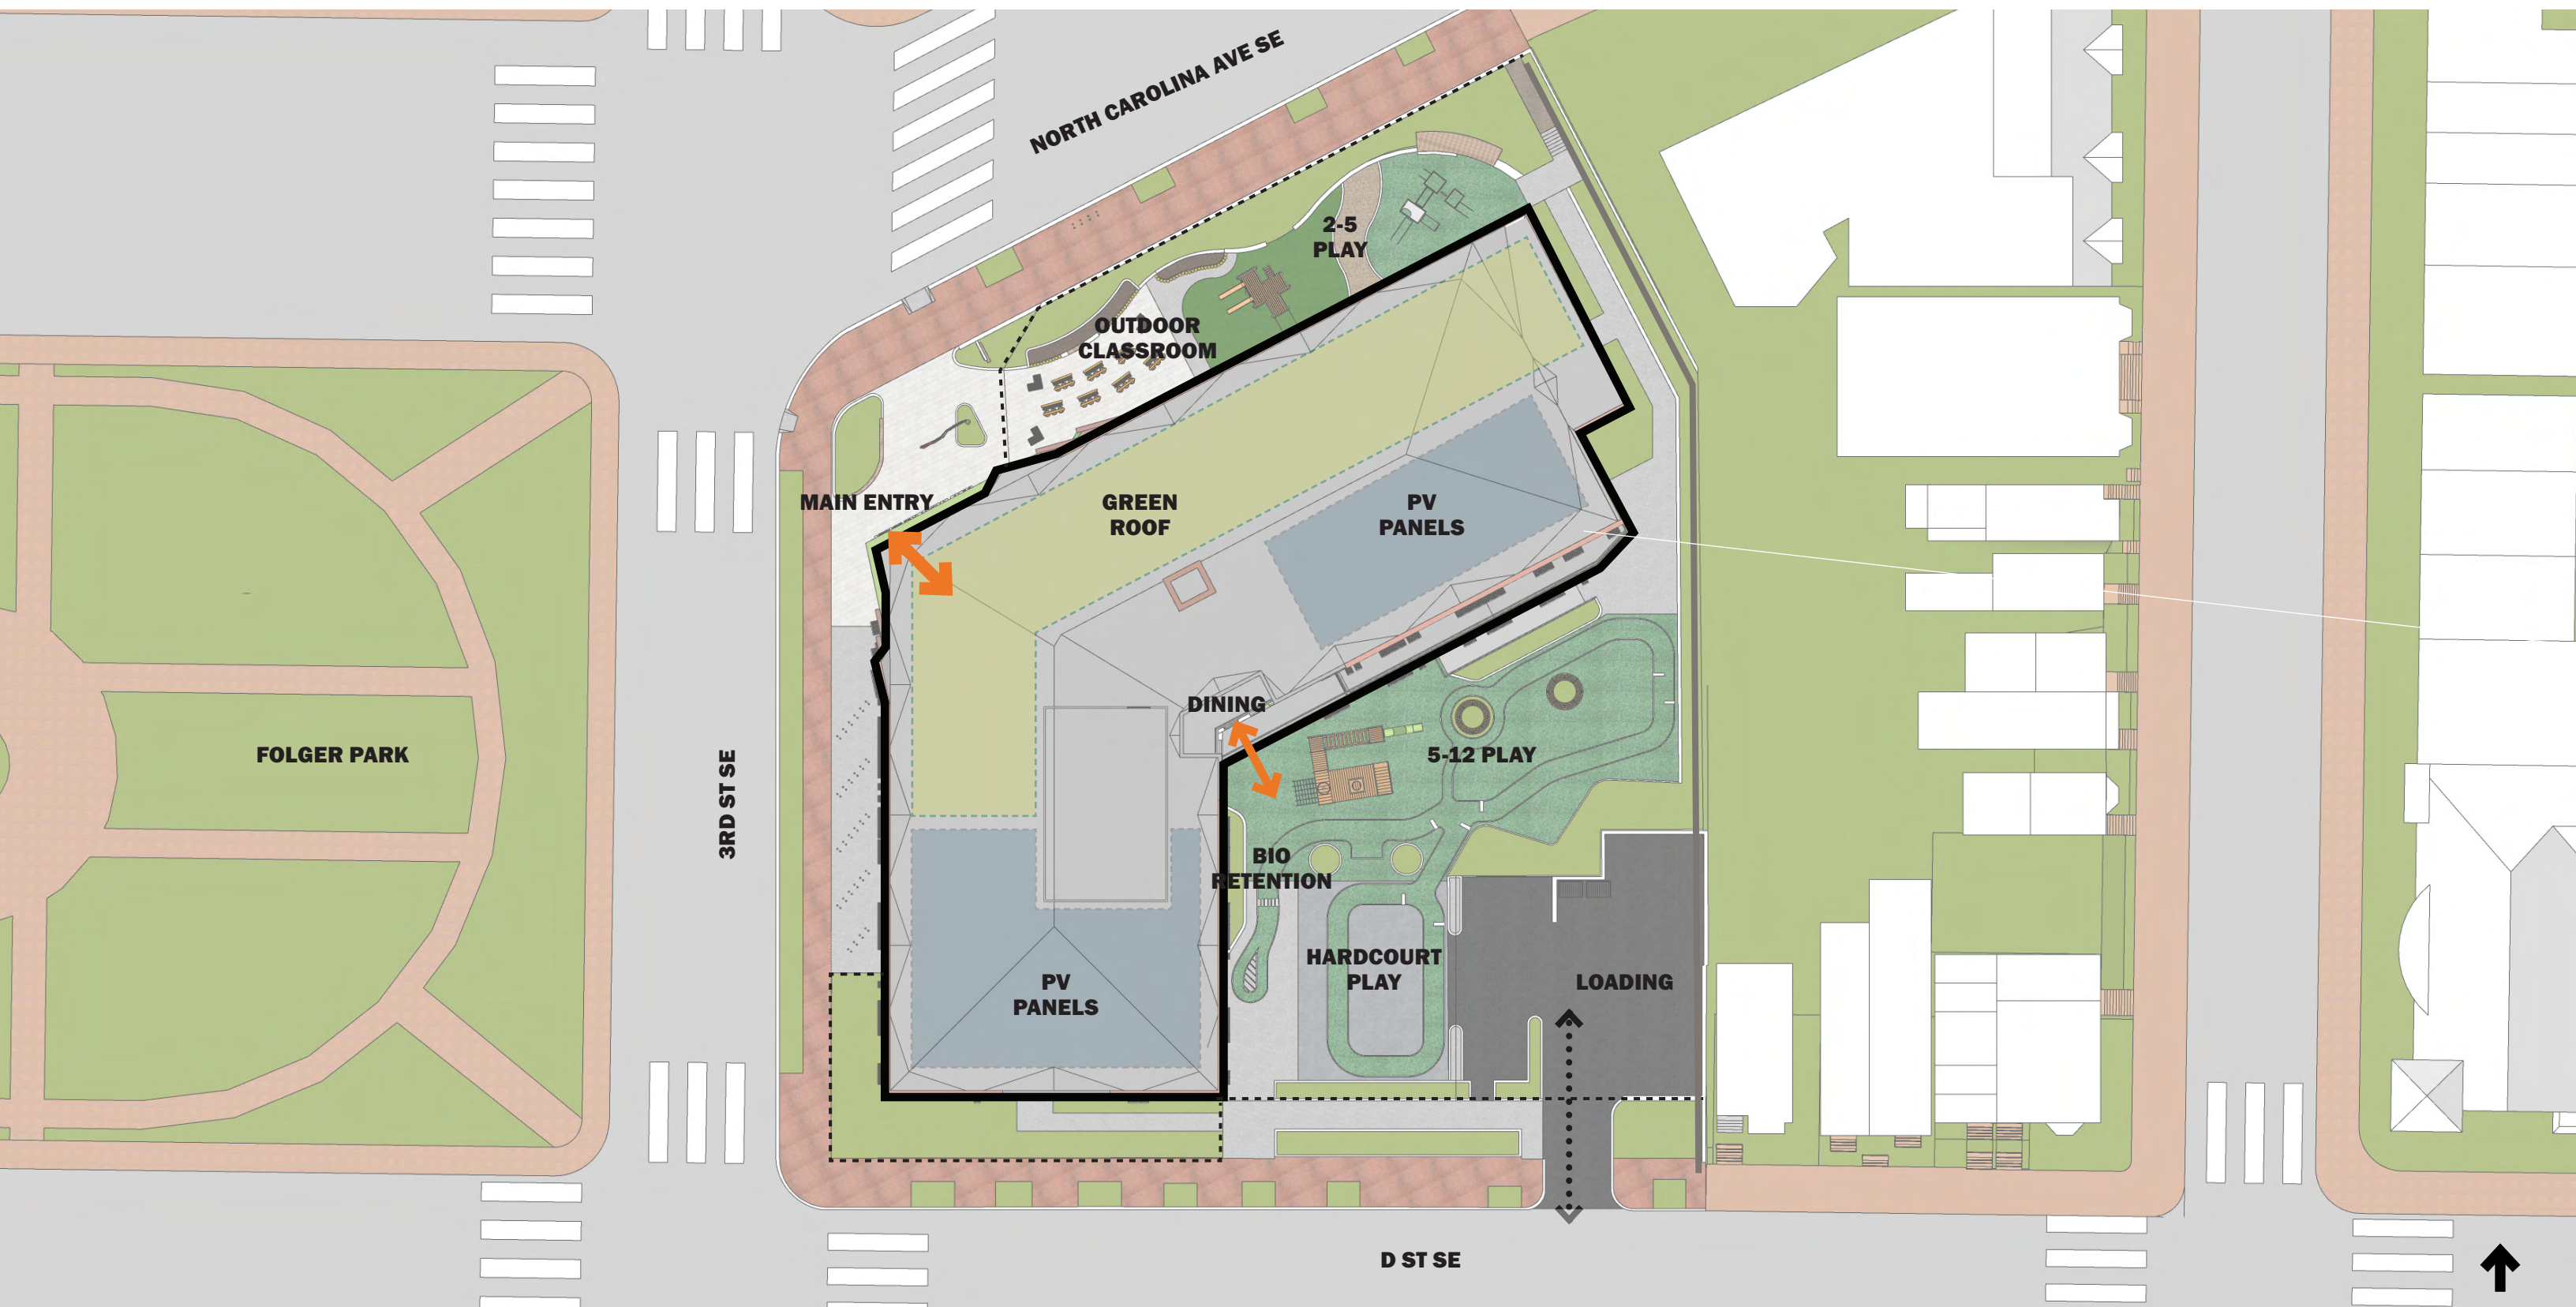 NORTH CAROLINA AVE SE
2-5
PLAY
OUTDOOR
CLASSROOM
MAIN ENTRY
GREEN
ROOF
PV
PANELS
DINING
FOLGER PARK
3RD ST SE
5-12 PLAY
BIO
RETENTION
HARDCOURT
PLAY
LOADING
PV
PANELS
D ST SE